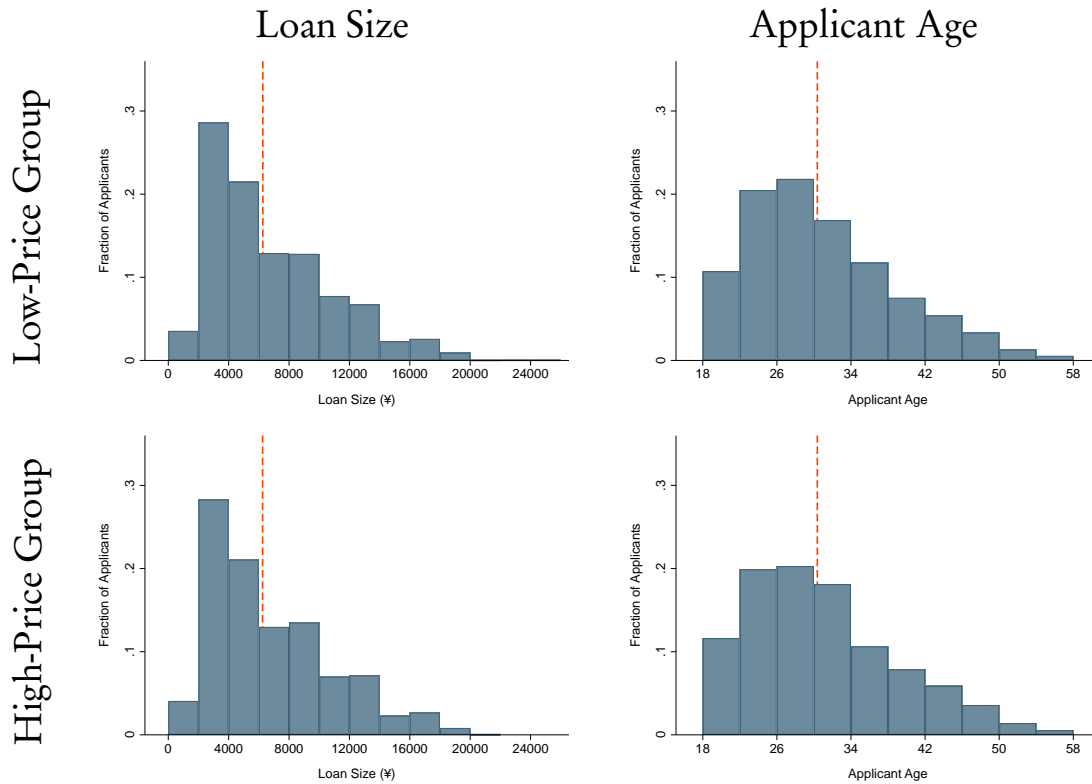 Loan Size
Applicant Age
Low-Price Group
Fraction of Applicants
0 .1 .2 .3
0 4000 8000 12000 16000 20000 24000
Loan Size (¥)
Fraction of Applicants
0 .1 .2 .3
18 26 34 42 50 58
Applicant Age
High-Price Group
Fraction of Applicants
0 .1 .2 .3
0 4000 8000 12000 16000 20000 24000
Loan Size (¥)
Fraction of Applicants
0 .1 .2 .3
18 26 34 42 50 58
Applicant Age